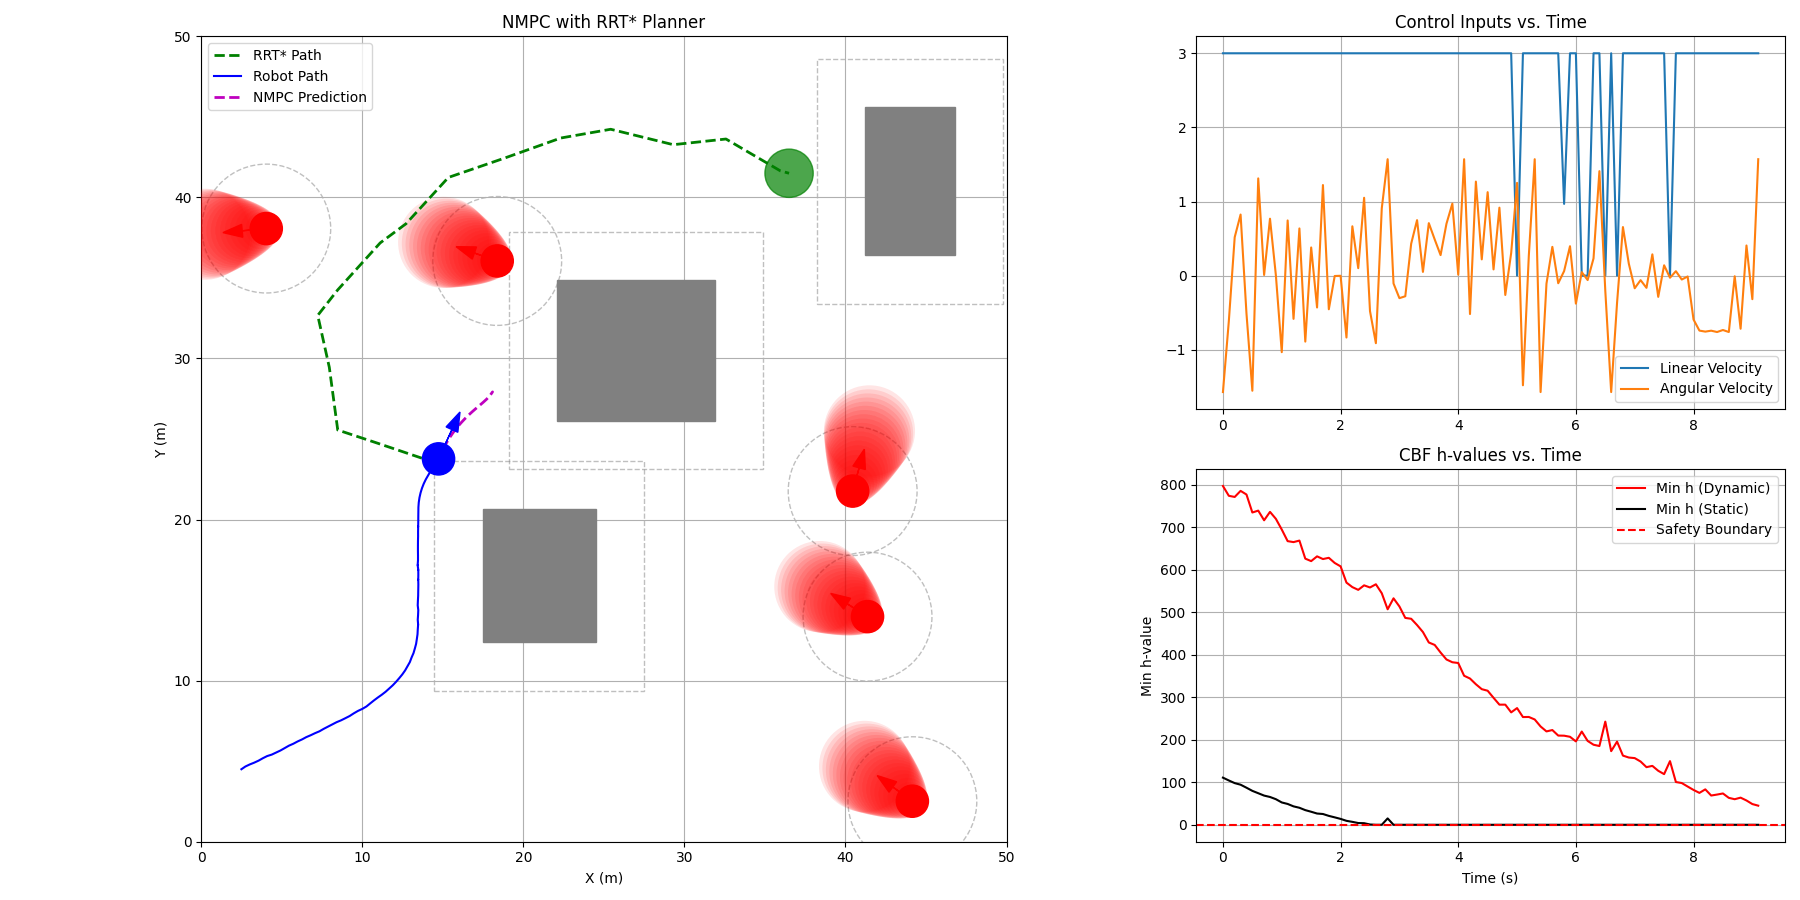 NMPC with RRT* Planner
RRT* Path
Robot Path
NMPC Prediction
50
40
30
20
10
0
Y (m)
0 10 20 30 40 50
X (m)
Control Inputs vs. Time
3
2
1
0
−1
Linear Velocity
Angular Velocity
0 2 4 6 8
CBF h-values vs. Time
Min h (Dynamic)
Min h (Static)
Safety Boundary
800
700
600
500
400
300
200
100
0
Min h-value
0 2 4 6 8
Time (s)